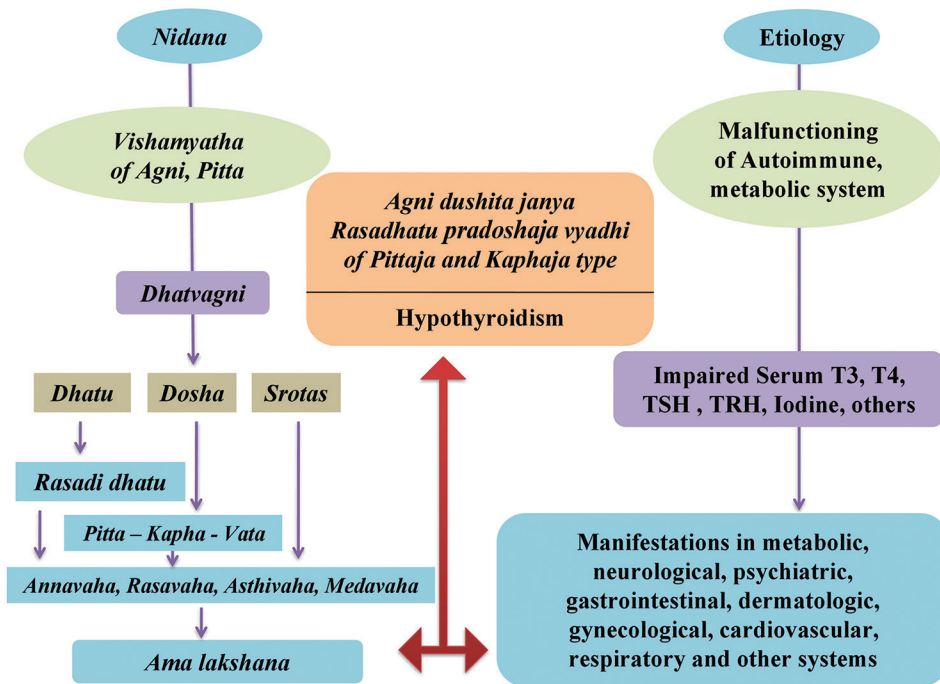 Nidana
Vishamyatha
of Agni, Pitta
Dhatvagni
Dhatu
Dosha
Srotas
Rasadi dhatu
Pitta – Kapha - Vata
Annavaha, Rasavaha, Asthivaha, Medavaha
Ama lakshana
Agni dushita janya
Rasadhatu pradoshaja vyadhi
of Pittaja and Kaphaja type
Hypothyroidism
Etiology
Malfunctioning
of Autoimmune,
metabolic system
Impaired Serum T3, T4,
TSH , TRH, Iodine, others
Manifestations in metabolic,
neurological, psychiatric,
gastrointestinal, dermatologic,
gynecological, cardiovascular,
respiratory and other systems